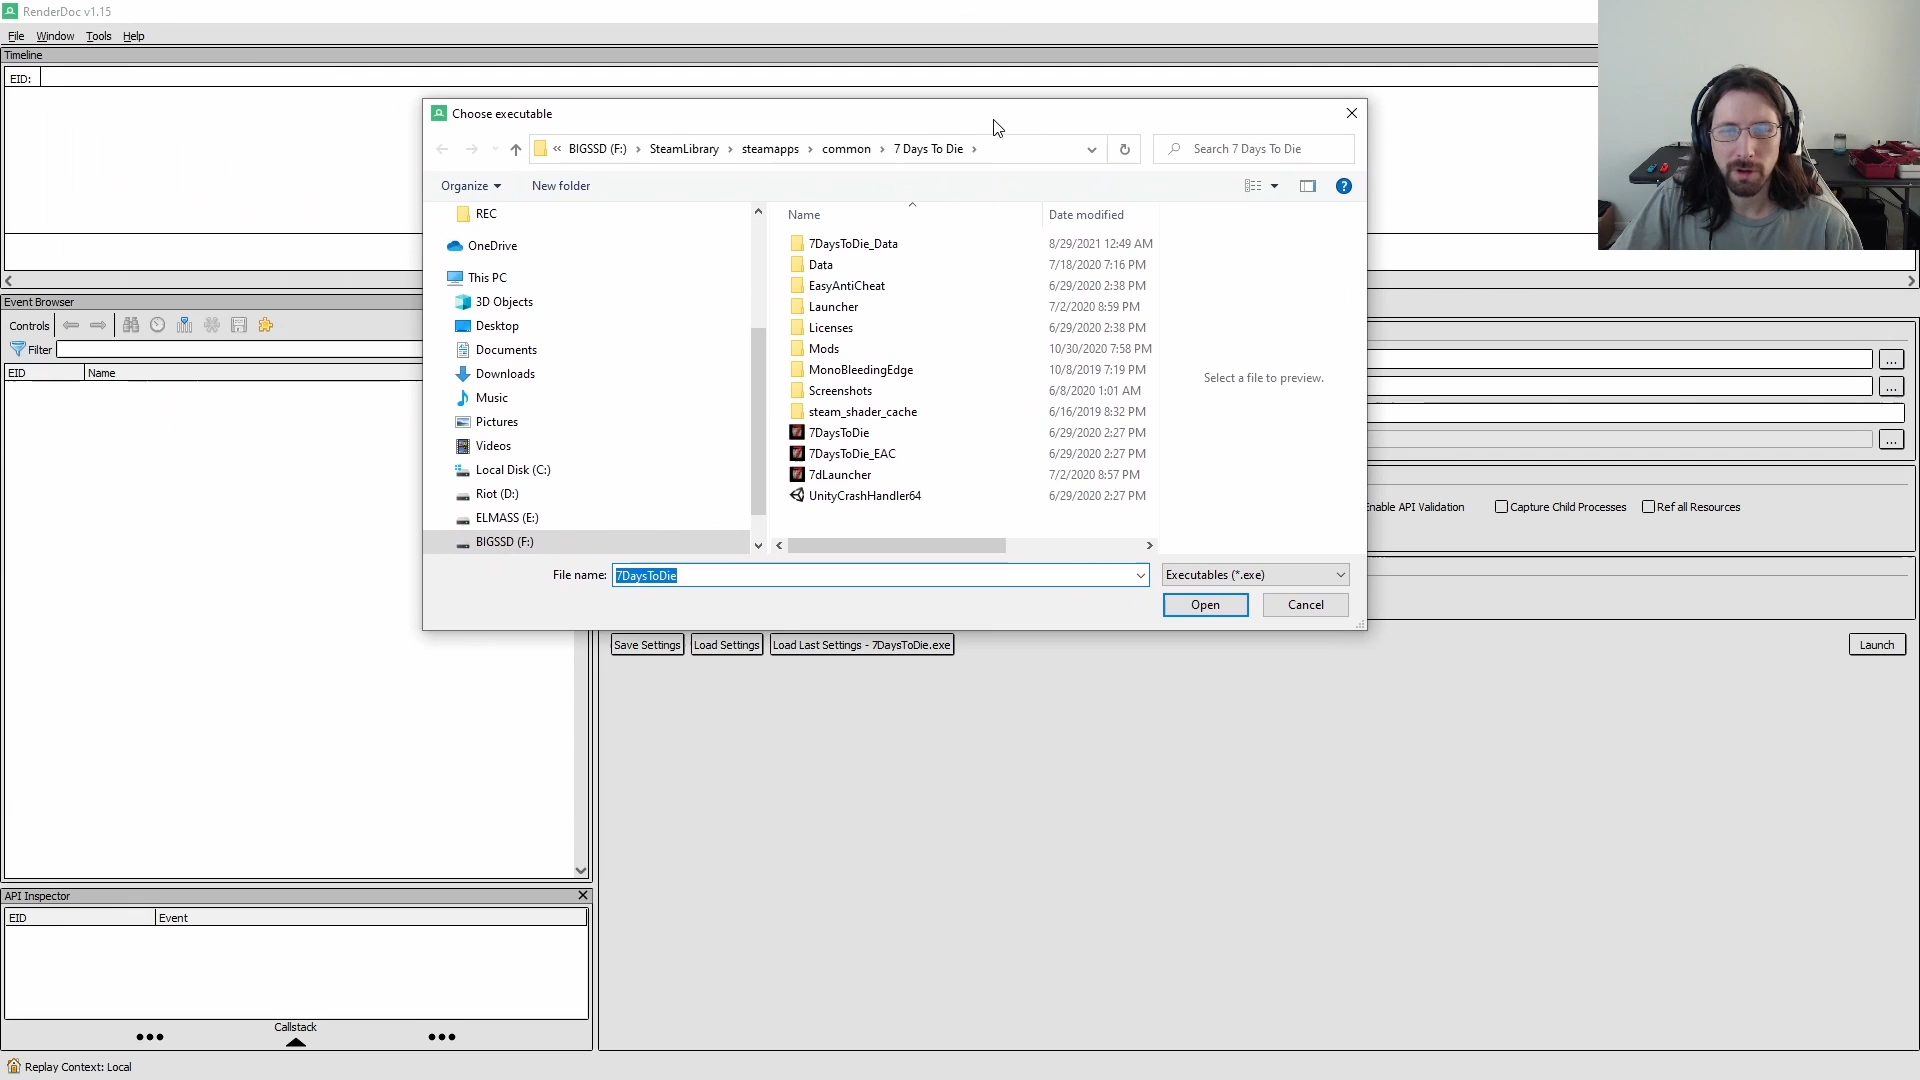 RenderDoc v1.15
File Window Tools Help
Timeline
EID:
Choose executable
« BIGSSD (F:) › SteamLibrary › steamapps › common › 7 Days To Die ›
Search 7 Days To Die
Organize
New folder
REC
OneDrive
This PC
3D Objects
Desktop
Documents
Downloads
Music
Pictures
Videos
Local Disk (C:)
Riot (D:)
ELMASS (E:)
BIGSSD (F:)
Name Date modified
7DaysToDie_Data 8/29/2021 12:49 AM
Data 7/18/2020 7:16 PM
EasyAntiCheat 6/29/2020 2:38 PM
Launcher 7/2/2020 8:59 PM
Licenses 6/29/2020 2:38 PM
Mods 10/30/2020 7:58 PM
MonoBleedingEdge 10/8/2019 7:19 PM
Screenshots 6/8/2020 1:01 AM
steam_shader_cache 6/16/2019 8:32 PM
7DaysToDie 6/29/2020 2:27 PM
7DaysToDie_EAC 6/29/2020 2:27 PM
7dLauncher 7/2/2020 8:57 PM
UnityCrashHandler64 6/29/2020 2:27 PM
Select a file to preview.
File name: 7DaysToDie
Executables (*.exe)
Open
Cancel
Event Browser
Controls
Filter
EID Name
...
...
...
nable API Validation
Capture Child Processes
Ref all Resources
Save Settings
Load Settings
Load Last Settings - 7DaysToDie.exe
Launch
API Inspector
EID Event
Callstack
Replay Context: Local